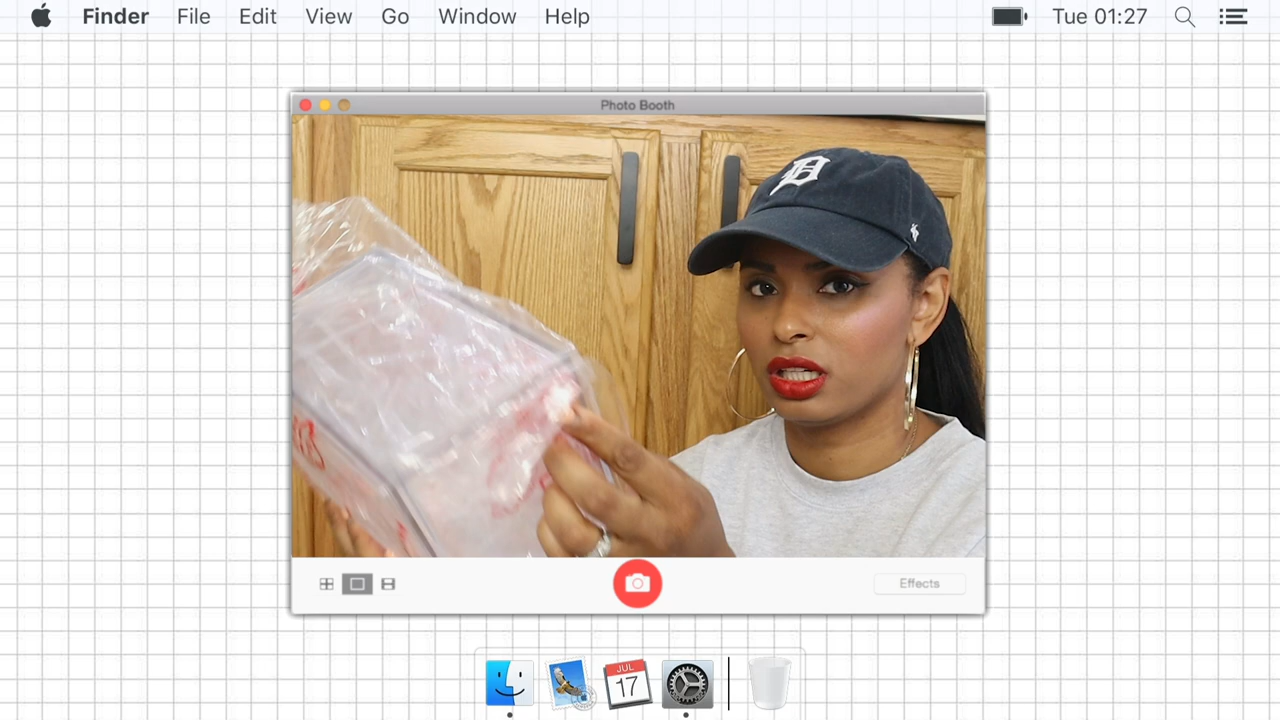 Finder File Edit View Go Window Help Tue 01:27
Photo Booth
D
Effects
JUL
17